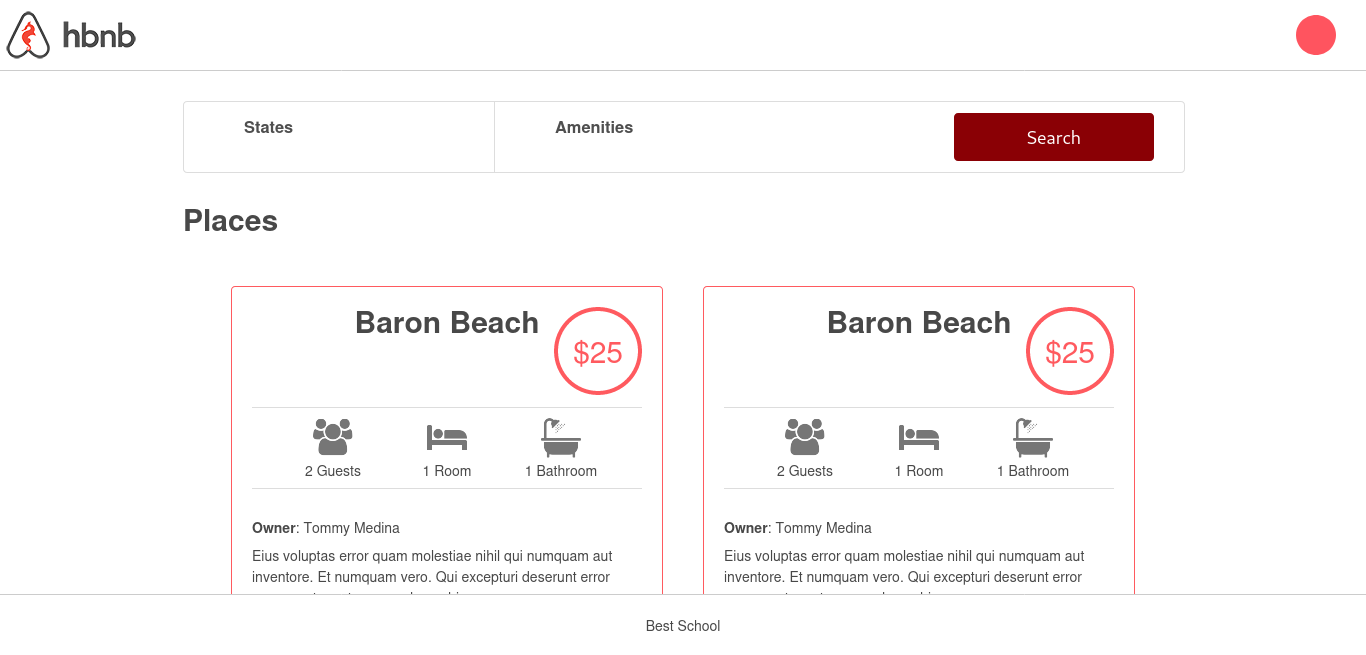 hbnb
States
Amenities
Search
Places
Baron Beach
$25
2 Guests
1 Room
1 Bathroom
Owner: Tommy Medina
Eius voluptas error quam molestiae nihil qui numquam aut
inventore. Et numquam vero. Qui excepturi deserunt error
Baron Beach
$25
2 Guests
1 Room
1 Bathroom
Owner: Tommy Medina
Eius voluptas error quam molestiae nihil qui numquam aut
inventore. Et numquam vero. Qui excepturi deserunt error
Best School